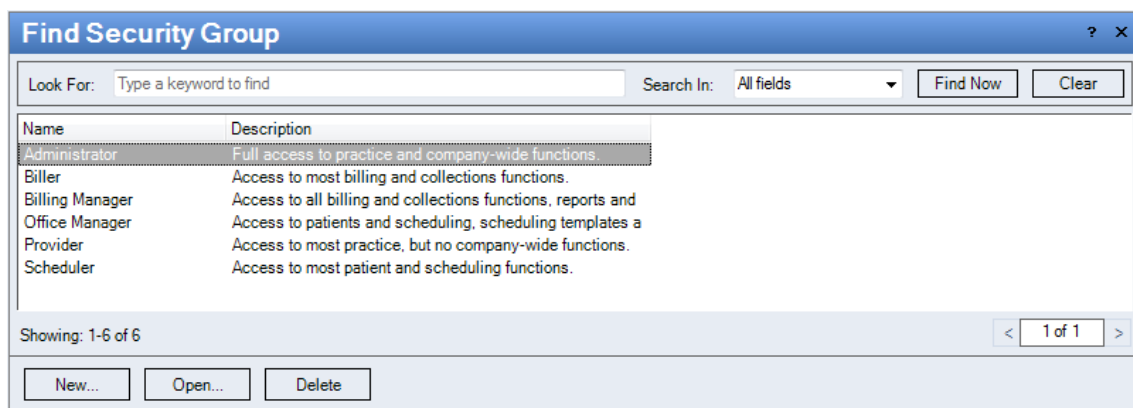 Find Security Group ? X
Look For: Type a keyword to find Search In: All fields Find Now Clear
Name Description
Administrator Full access to practice and company-wide functions.
Biller Access to most billing and collections functions.
Billing Manager Access to all billing and collections functions, reports and
Office Manager Access to patients and scheduling, scheduling templates a
Provider Access to most practice, but no company-wide functions.
Scheduler Access to most patient and scheduling functions.
Showing: 1-6 of 6 < 1 of 1 >
New... Open... Delete